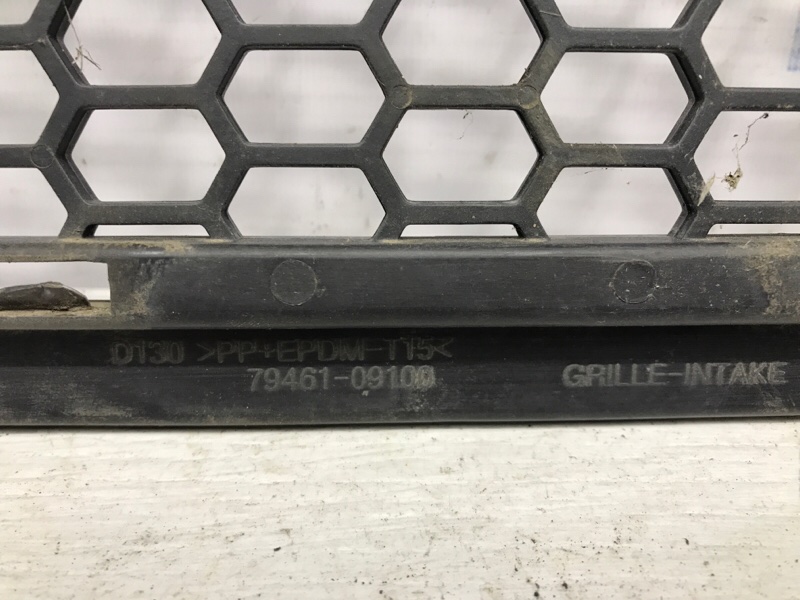 D130 >PP+EPDM-T15<
79461-09100 GRILLE-INTAKE